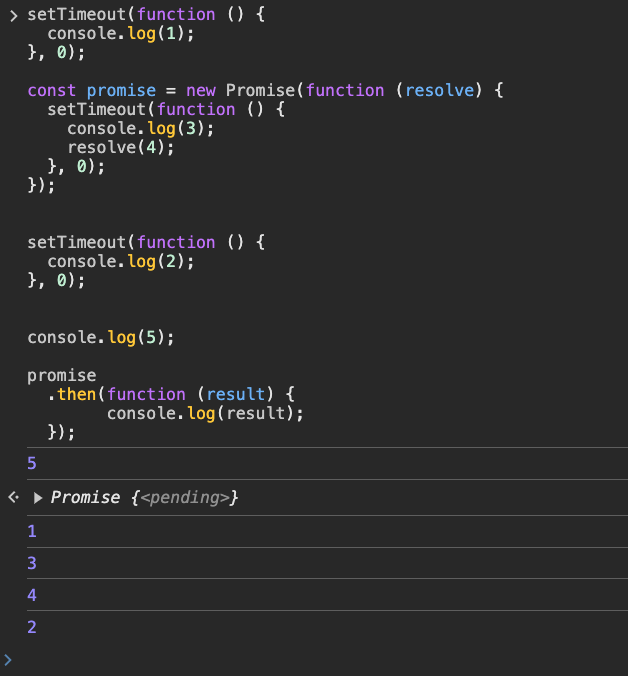 setTimeout(function () {
  console.log(1);
}, 0);
const promise = new Promise(function (resolve) {
  setTimeout(function () {
    console.log(3);
    resolve(4);
  }, 0);
});
setTimeout(function () {
  console.log(2);
}, 0);
console.log(5);
promise
  .then(function (result) {
        console.log(result);
  });
5
Promise {<pending>}
1
3
4
2